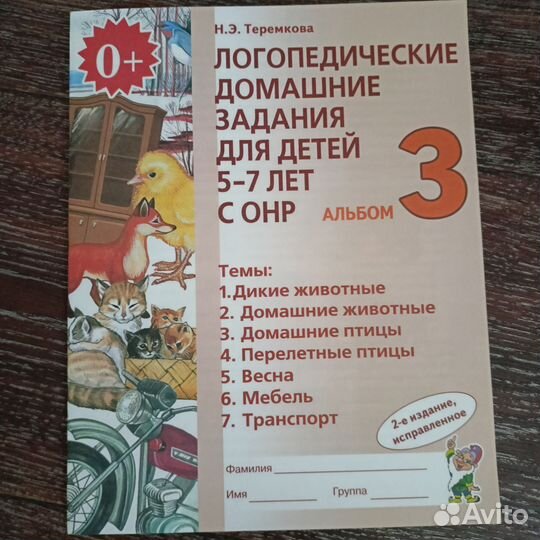 0+
Н.Э. Теремкова
ЛОГОПЕДИЧЕСКИЕ
ДОМАШНИЕ
ЗАДАНИЯ
ДЛЯ ДЕТЕЙ
5-7 ЛЕТ
С ОНР
АЛЬБОМ 3
Темы:
1.Дикие животные
2. Домашние животные
3. Домашние птицы
4. Перелетные птицы
5. Весна
6. Мебель
7. Транспорт
2-е издание,
исправленное
Фамилия
Имя Группа
Avito